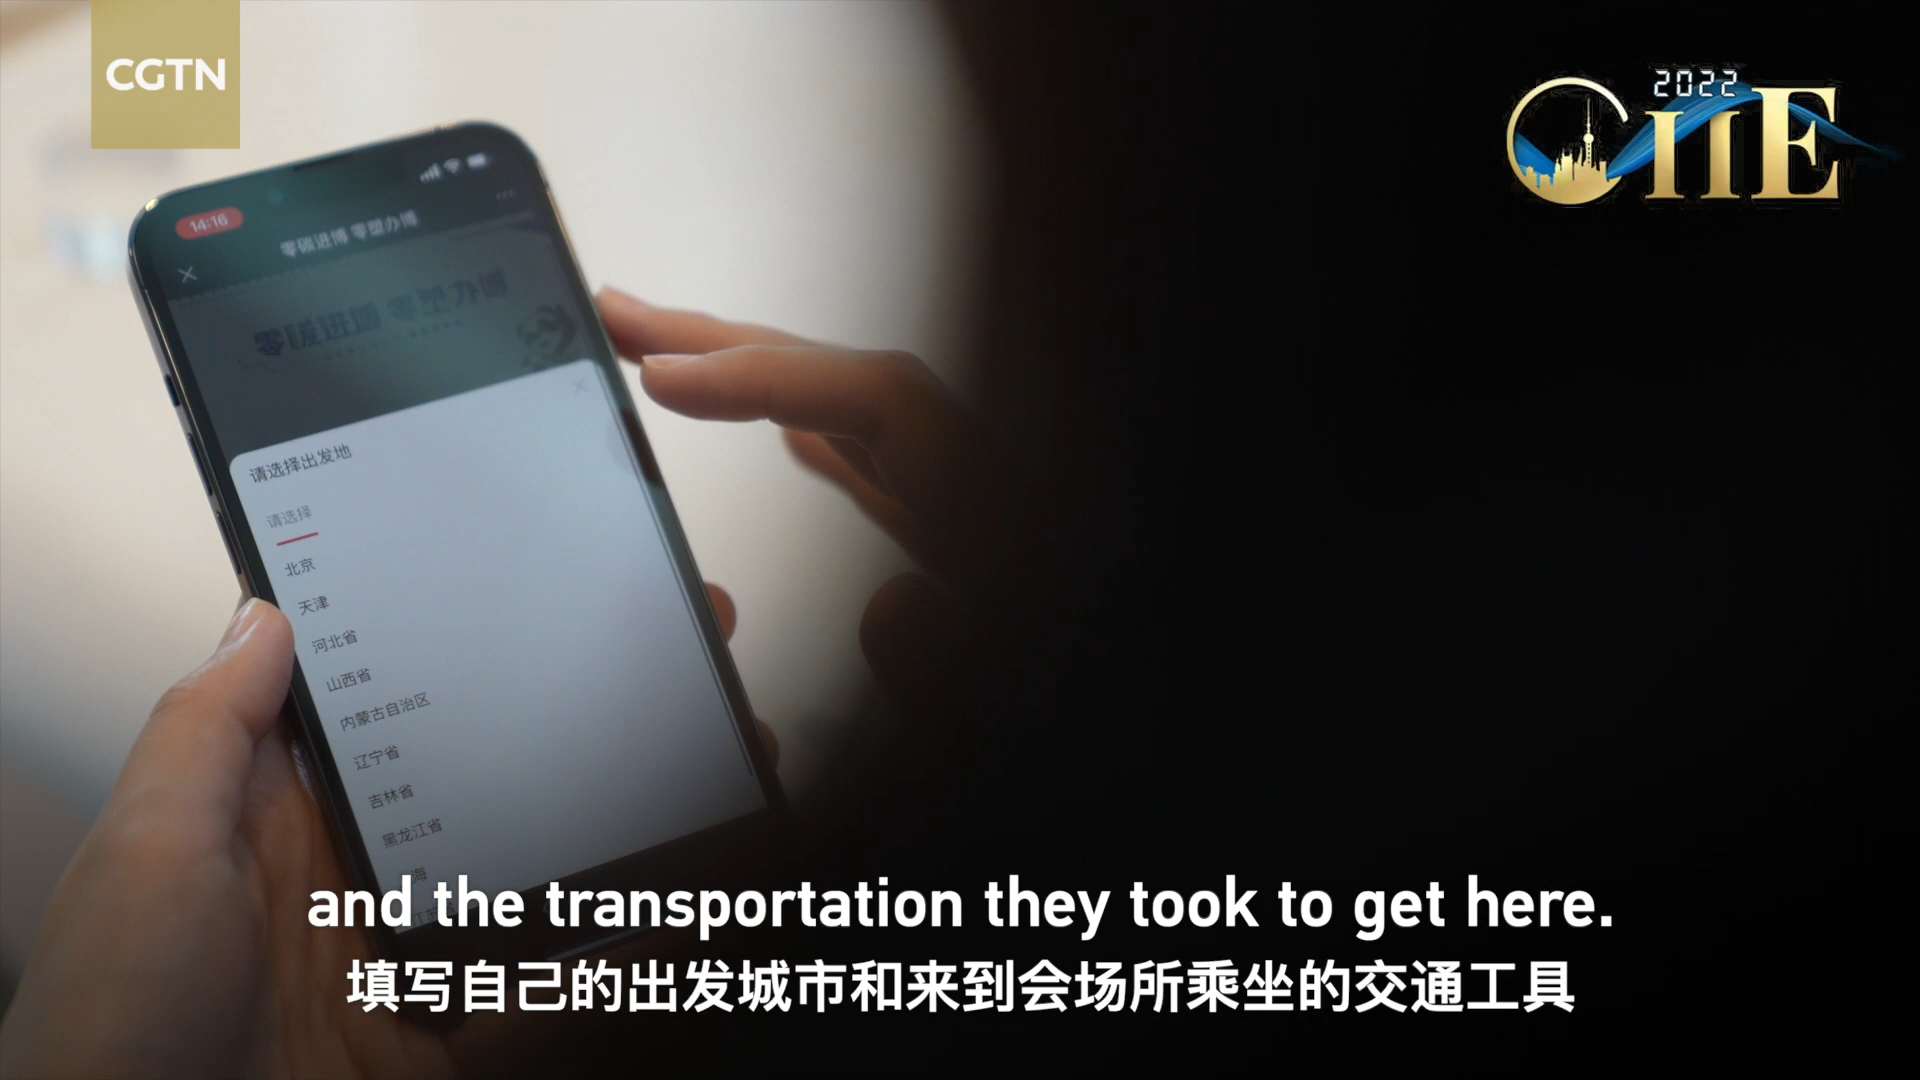 CGTN
2022
CIIE
14:16
零碳进博 零塑办博
零碳进博 零塑办博
请选择出发地
请选择
北京
天津
河北省
山西省
内蒙古自治区
辽宁省
吉林省
黑龙江省
海
and the transportation they took to get here.
填写自己的出发城市和来到会场所乘坐的交通工具